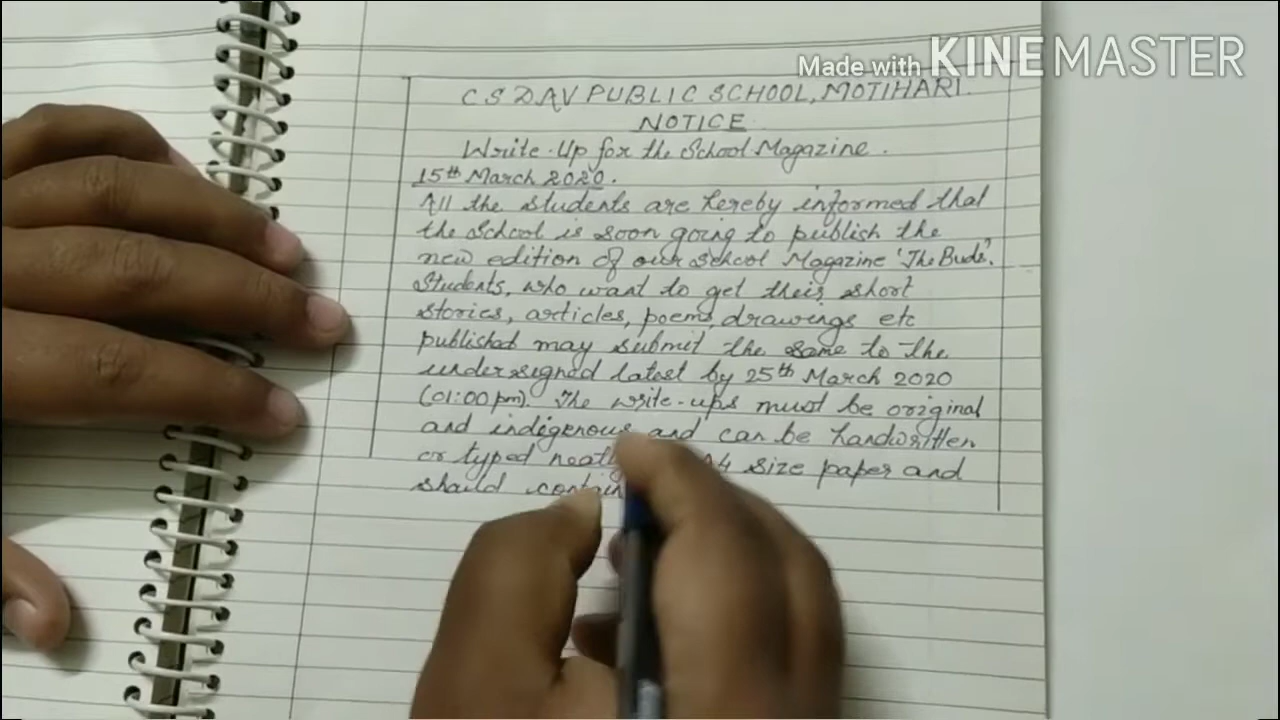 Made with KINEMASTER
CS DAV PUBLIC SCHOOL, MOTIHARI.
NOTICE
Write-Up for the School Magazine.
15th March 2020.
All the students are hereby informed that
the School is soon going to publish the
new edition of our School Magazine 'The Buds'.
Students, who want to get their short
stories, articles, poems, drawings etc
published may submit the same to the
undersigned latest by 25th March 2020
(01:00 pm). The write-ups must be original
and indigenous and can be handwritten
or typed A4 size paper and
should contain